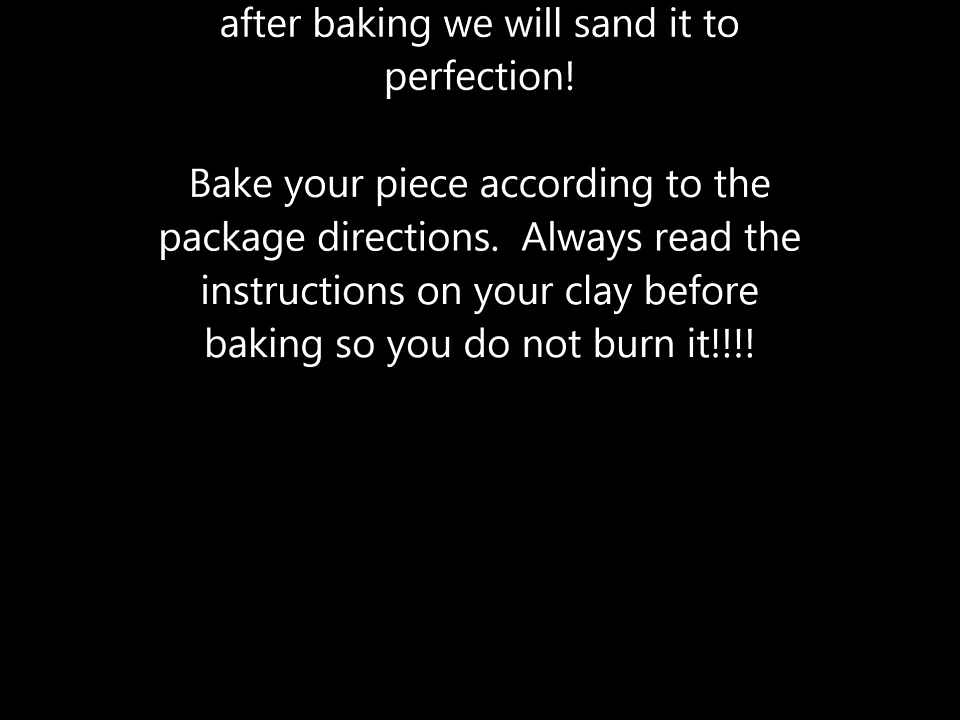 after baking we will sand it to
perfection!
Bake your piece according to the
package directions.  Always read the
instructions on your clay before
baking so you do not burn it!!!!